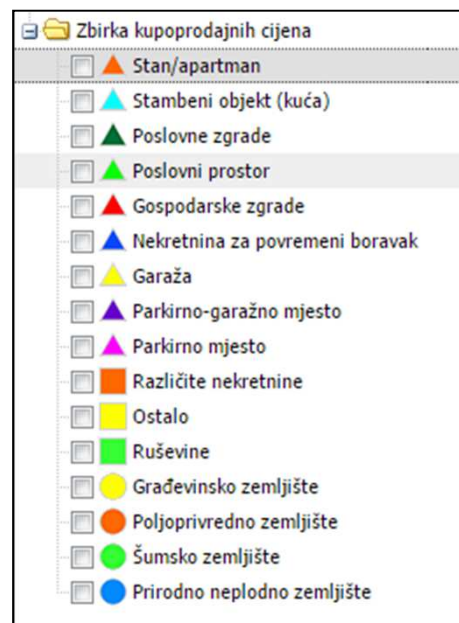 Zbirka kupoprodajnih cijena
Stan/apartman
Stambeni objekt (kuća)
Poslovne zgrade
Poslovni prostor
Gospodarske zgrade
Nekretnina za povremeni boravak
Garaža
Parkirno-garažno mjesto
Parkirno mjesto
Različite nekretnine
Ostalo
Ruševine
Građevinsko zemljište
Poljoprivredno zemljište
Šumsko zemljište
Prirodno neplodno zemljište